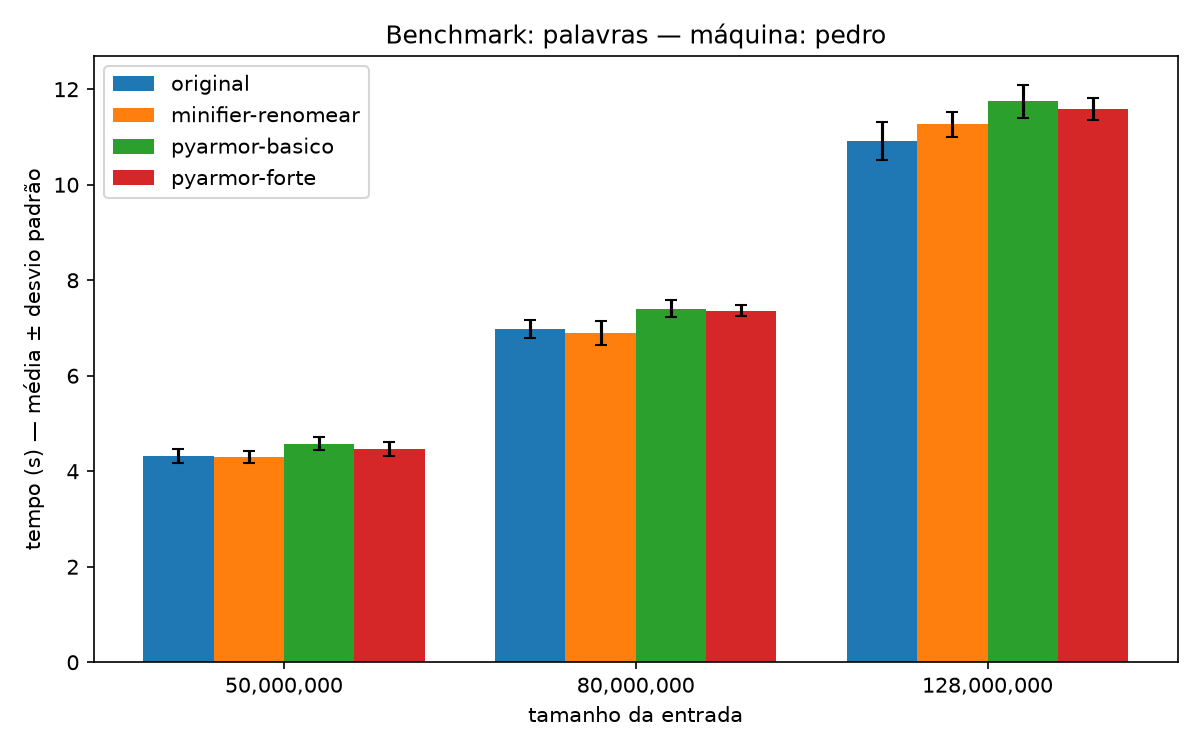 Benchmark: palavras — máquina: pedro
original
minifier-renomear
pyarmor-basico
pyarmor-forte
tempo (s) — média ± desvio padrão
12
10
8
6
4
2
0
50,000,000
80,000,000
128,000,000
tamanho da entrada